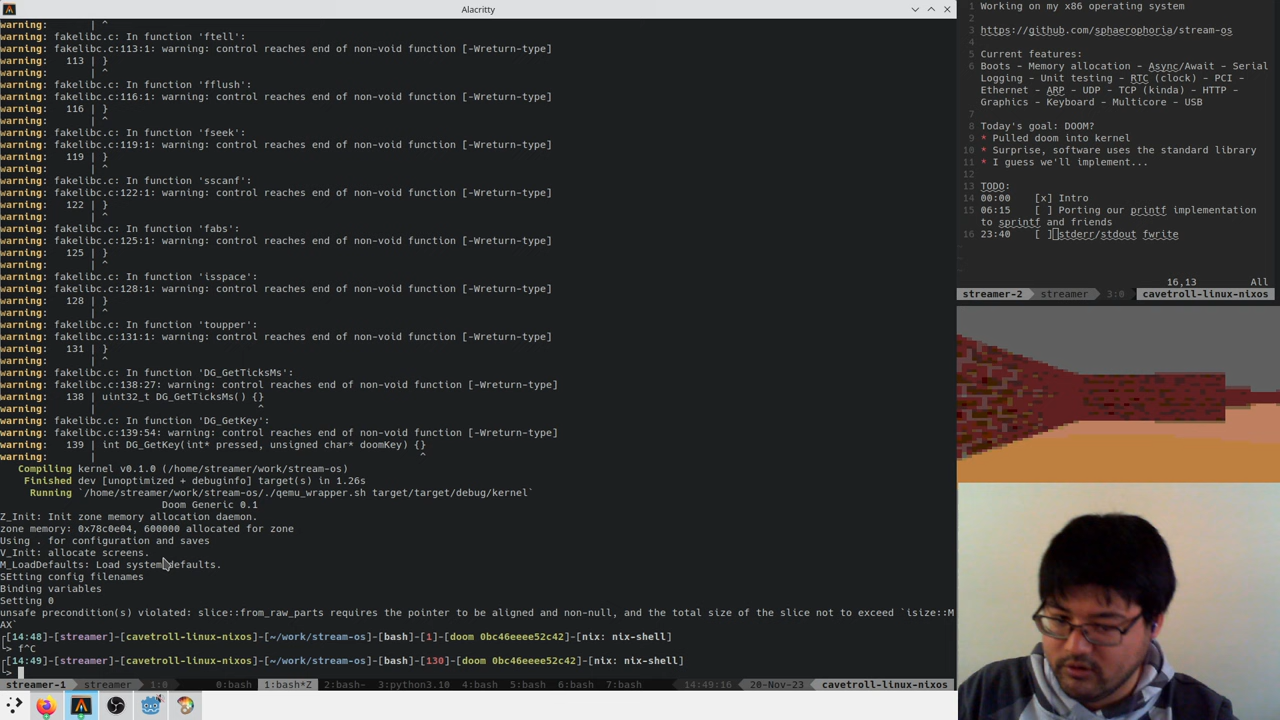 Alacritty
warning:       | ^
warning: fakelibc.c: In function 'ftell':
warning: fakelibc.c:113:1: warning: control reaches end of non-void function [-Wreturn-type]
warning:   113 | }
warning:       | ^
warning: fakelibc.c: In function 'fflush':
warning: fakelibc.c:116:1: warning: control reaches end of non-void function [-Wreturn-type]
warning:   116 | }
warning:       | ^
warning: fakelibc.c: In function 'fseek':
warning: fakelibc.c:119:1: warning: control reaches end of non-void function [-Wreturn-type]
warning:   119 | }
warning:       | ^
warning: fakelibc.c: In function 'sscanf':
warning: fakelibc.c:122:1: warning: control reaches end of non-void function [-Wreturn-type]
warning:   122 | }
warning:       | ^
warning: fakelibc.c: In function 'fabs':
warning: fakelibc.c:125:1: warning: control reaches end of non-void function [-Wreturn-type]
warning:   125 | }
warning:       | ^
warning: fakelibc.c: In function 'isspace':
warning: fakelibc.c:128:1: warning: control reaches end of non-void function [-Wreturn-type]
warning:   128 | }
warning:       | ^
warning: fakelibc.c: In function 'toupper':
warning: fakelibc.c:131:1: warning: control reaches end of non-void function [-Wreturn-type]
warning:   131 | }
warning:       | ^
warning: fakelibc.c: In function 'DG_GetTicksMs':
warning: fakelibc.c:138:27: warning: control reaches end of non-void function [-Wreturn-type]
warning:   138 | uint32_t DG_GetTicksMs() {}
warning:       |                           ^
warning: fakelibc.c: In function 'DG_GetKey':
warning: fakelibc.c:139:54: warning: control reaches end of non-void function [-Wreturn-type]
warning:   139 | int DG_GetKey(int* pressed, unsigned char* doomKey) {}
warning:       |                                                      ^
Compiling kernel v0.1.0 (/home/streamer/work/stream-os)
Finished dev [unoptimized + debuginfo] target(s) in 1.26s
Running `/home/streamer/work/stream-os/./qemu_wrapper.sh target/target/debug/kernel`
Doom Generic 0.1
Z_Init: Init zone memory allocation daemon.
zone memory: 0x78c0e04, 600000 allocated for zone
Using . for configuration and saves
V_Init: allocate screens.
M_LoadDefaults: Load system defaults.
SEtting config filenames
Binding variables
Setting 0
unsafe precondition(s) violated: slice::from_raw_parts requires the pointer to be aligned and non-null, and the total size of the slice not to exceed `isize::M
AX`
┌[14:48]-[streamer]-[cavetroll-linux-nixos]-[~/work/stream-os]-[bash]-[1]-[doom 0bc46eeee52c42]-[nix: nix-shell]
└> f^C
┌[14:49]-[streamer]-[cavetroll-linux-nixos]-[~/work/stream-os]-[bash]-[130]-[doom 0bc46eeee52c42]-[nix: nix-shell]
└>
streamer-1 streamer 1:0 0:bash 1:bash*Z 2:bash- 3:python3.10 4:bash 5:bash 6:bash 7:bash 14:49:16 20-Nov-23 cavetroll-linux-nixos
1 Working on my x86 operating system
2
3 https://github.com/sphaerophoria/stream-os
4
5 Current features:
6 Boots - Memory allocation - Async/Await - Serial
7 Logging - Unit testing - RTC (clock) - PCI -
8 Ethernet - ARP - UDP - TCP (kinda) - HTTP -
9 Graphics - Keyboard - Multicore - USB
7
8 Today's goal: DOOM?
9 * Pulled doom into kernel
10 * Surprise, software uses the standard library
11 * I guess we'll implement...
12
13 TODO:
14 00:00 [x] Intro
15 06:15 [ ] Porting our printf implementation
to sprintf and friends
16 23:40 [ ] stderr/stdout fwrite
16,13 All
streamer-2 streamer 3:0 cavetroll-linux-nixos